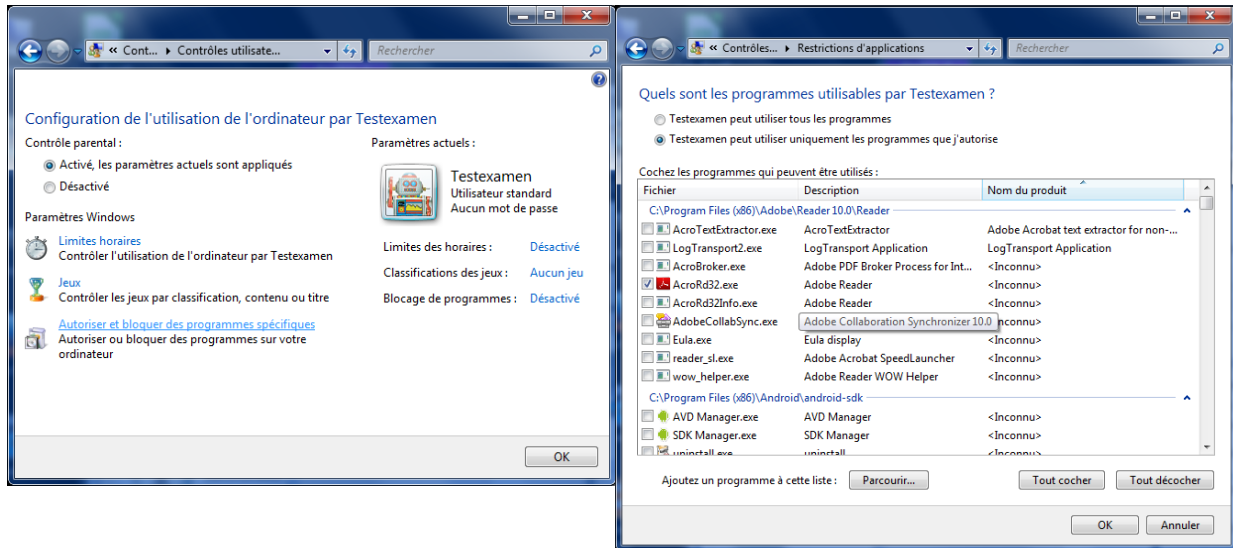 « Cont... ▸ Contrôles utilisate...
Rechercher
Configuration de l'utilisation de l'ordinateur par Testexamen
Contrôle parental :
Activé, les paramètres actuels sont appliqués
Désactivé
Paramètres Windows
Limites horaires
Contrôler l'utilisation de l'ordinateur par Testexamen
Jeux
Contrôler les jeux par classification, contenu ou titre
Autoriser et bloquer des programmes spécifiques
Autoriser ou bloquer des programmes sur votre
ordinateur
Paramètres actuels :
Testexamen
Utilisateur standard
Aucun mot de passe
Limites des horaires : Désactivé
Classifications des jeux : Aucun jeu
Blocage de programmes : Désactivé
OK
« Contrôles... ▸ Restrictions d'applications
Rechercher
Quels sont les programmes utilisables par Testexamen ?
Testexamen peut utiliser tous les programmes
Testexamen peut utiliser uniquement les programmes que j'autorise
Cochez les programmes qui peuvent être utilisés :
Fichier Description Nom du produit
C:\Program Files (x86)\Adobe\Reader 10.0\Reader
AcroTextExtractor.exe AcroTextExtractor Adobe Acrobat text extractor for non-...
LogTransport2.exe LogTransport Application LogTransport Application
AcroBroker.exe Adobe PDF Broker Process for Int... <Inconnu>
AcroRd32.exe Adobe Reader <Inconnu>
AcroRd32Info.exe Adobe Reader <Inconnu>
AdobeCollabSync.exe Adobe Collaboration Synchronizer 10.0 nconnu>
Eula.exe Eula display <Inconnu>
reader_sl.exe Adobe Acrobat SpeedLauncher <Inconnu>
wow_helper.exe Adobe Reader WOW Helper <Inconnu>
C:\Program Files (x86)\Android\android-sdk
AVD Manager.exe AVD Manager <Inconnu>
SDK Manager.exe SDK Manager <Inconnu>
uninstall.exe uninstall <Inconnu>
Ajoutez un programme à cette liste : Parcourir... Tout cocher Tout décocher
OK Annuler